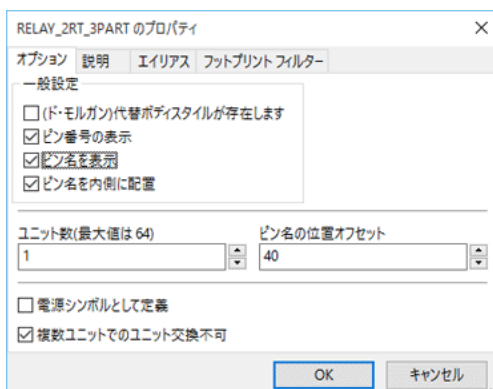 RELAY_2RT_3PART のプロパティ
オプション 説明 エイリアス フットプリント フィルター
一般設定
(ド・モルガン)代替ボディスタイルが存在します
ピン番号の表示
ピン名を表示
ピン名を内側に配置
ユニット数(最大値は 64) ピン名の位置オフセット
1 40
電源シンボルとして定義
複数ユニットでのユニット交換不可
OK キャンセル